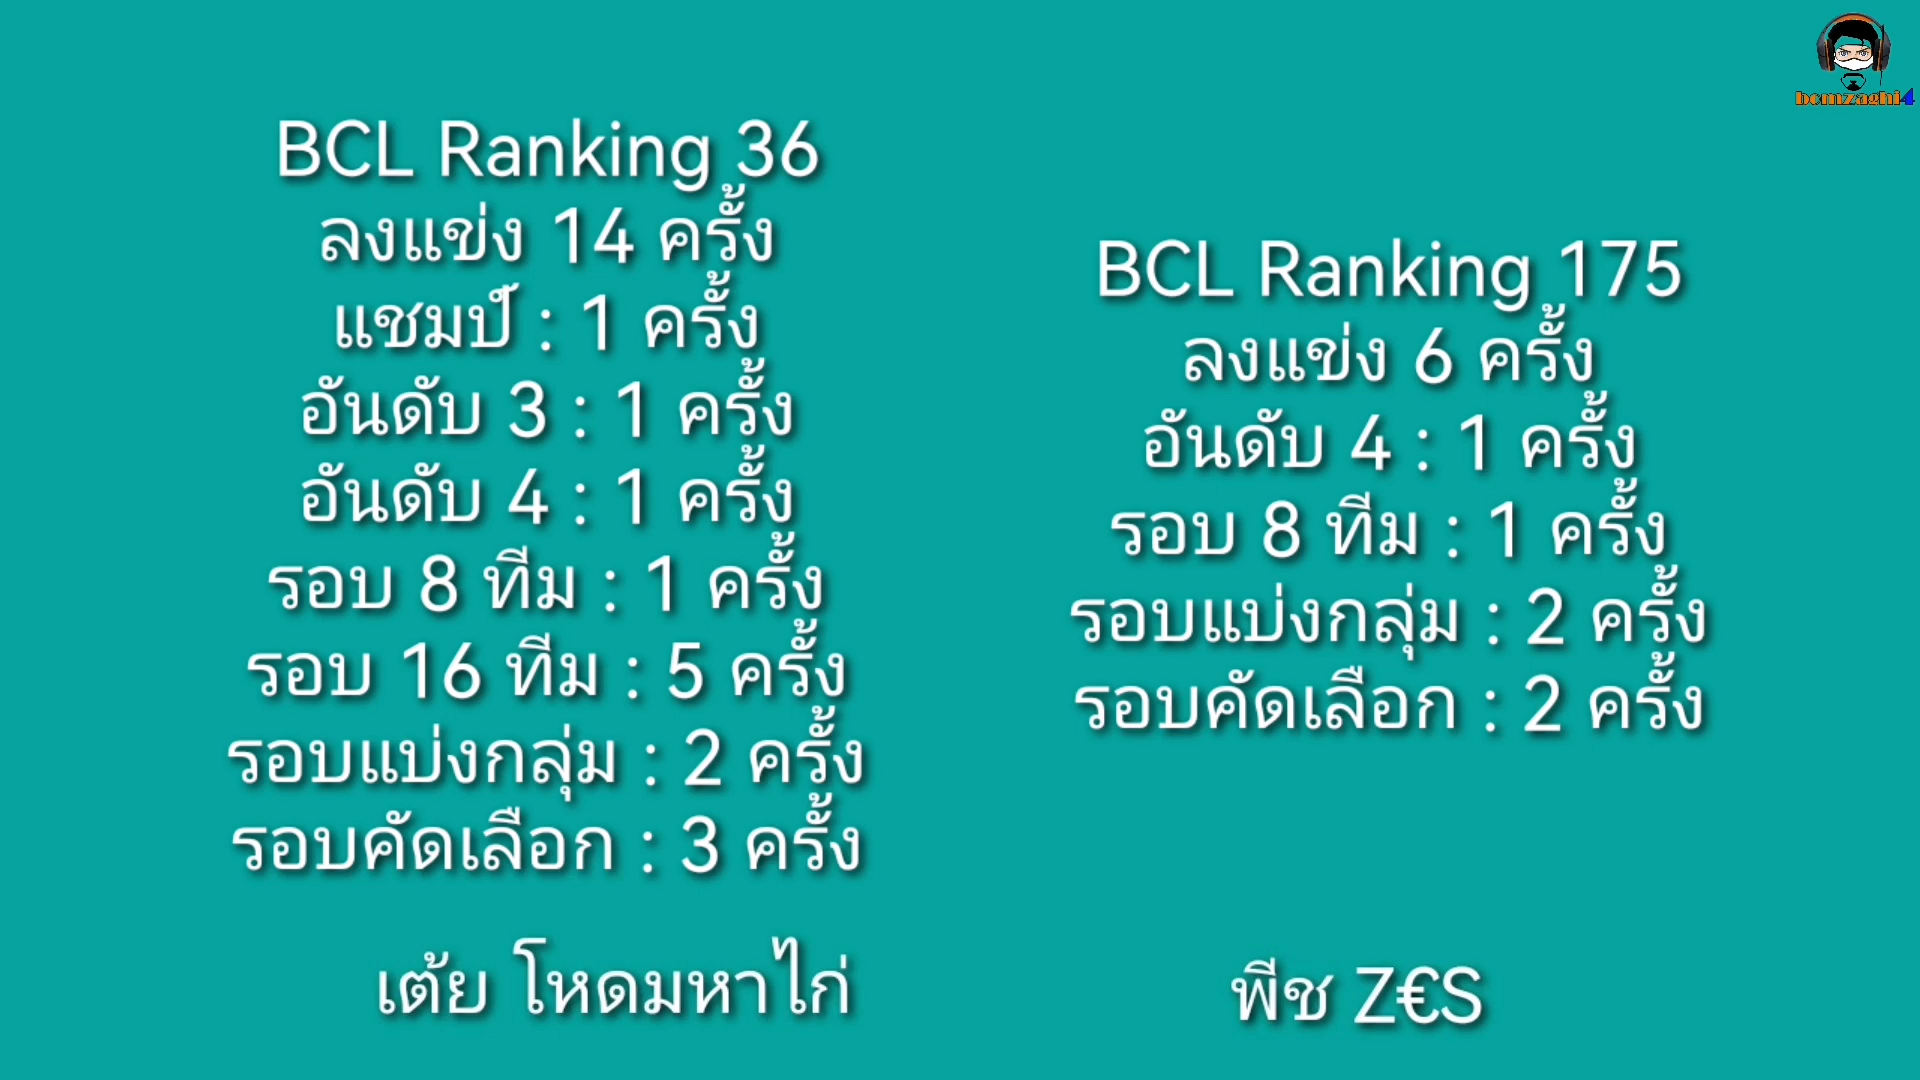 bcmzaghi4
BCL Ranking 36
ลงแข่ง 14 ครั้ง
แชมป์ : 1 ครั้ง
อันดับ 3 : 1 ครั้ง
อันดับ 4 : 1 ครั้ง
รอบ 8 ทีม : 1 ครั้ง
รอบ 16 ทีม : 5 ครั้ง
รอบแบ่งกลุ่ม : 2 ครั้ง
รอบคัดเลือก : 3 ครั้ง
เต้ย โหดมหาไก่
BCL Ranking 175
ลงแข่ง 6 ครั้ง
อันดับ 4 : 1 ครั้ง
รอบ 8 ทีม : 1 ครั้ง
รอบแบ่งกลุ่ม : 2 ครั้ง
รอบคัดเลือก : 2 ครั้ง
พีช Z€S